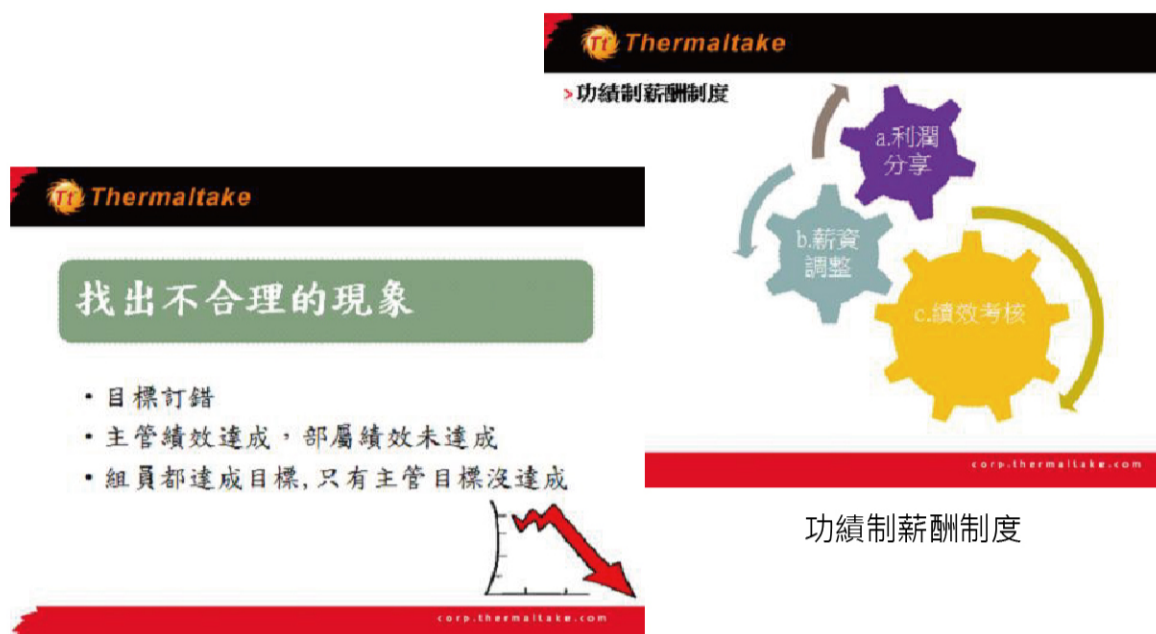 Tt Thermaltake
找出不合理的現象
•目標訂錯
•主管績效達成，部屬績效未達成
•組員都達成目標,只有主管目標沒達成
corp.thermaltake.com
Tt Thermaltake
>功績制薪酬制度
a.利潤
分享
b.薪資
調整
c.績效考核
corp.thermaltake.com
功績制薪酬制度